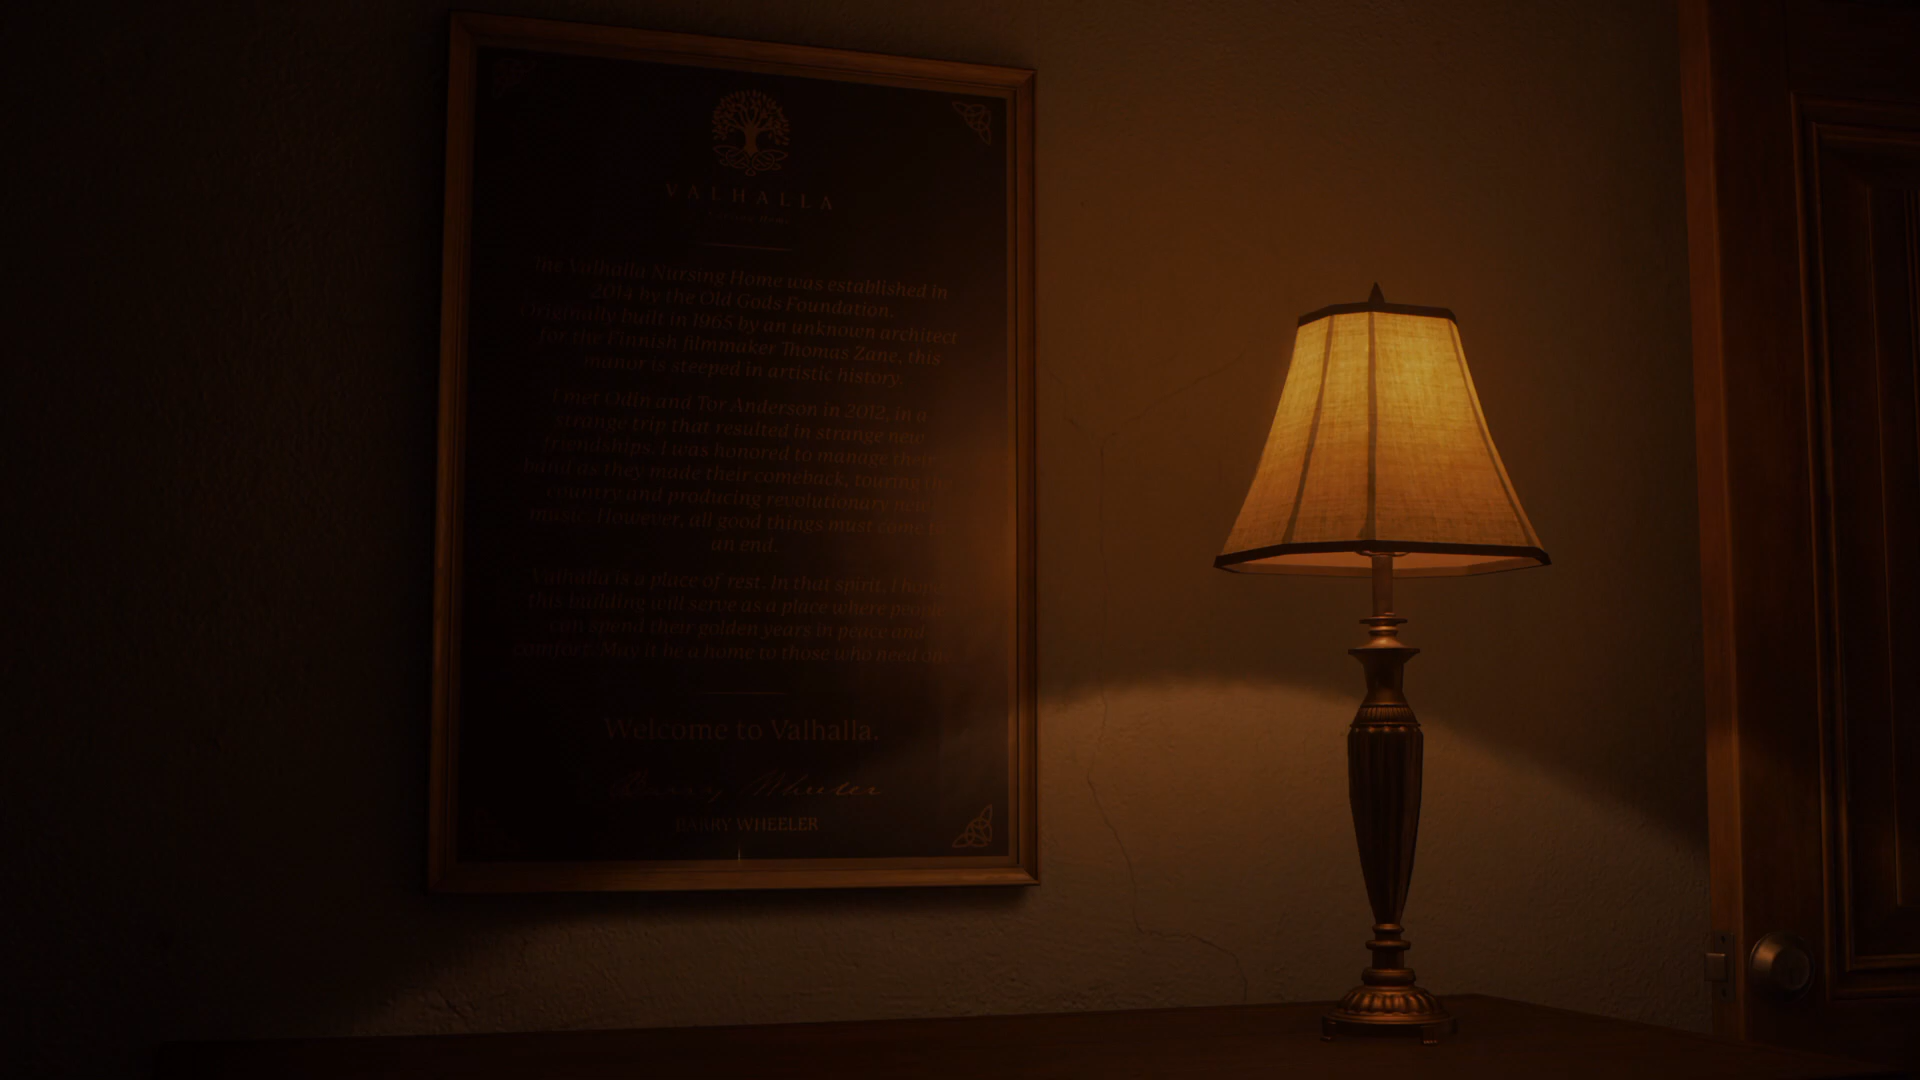 VALHALLA
Nursing Home
The Valhalla Nursing Home was established in
2014 by the Old Gods Foundation.
Originally built in 1965 by an unknown architect
for the Finnish filmmaker Thomas Zane, this
manor is steeped in artistic history.
I met Odin and Tor Anderson in 2012, in a
strange trip that resulted in strange new
friendships. I was honored to manage their
band as they made their comeback, touring the
country and producing revolutionary new
music. However, all good things must come to
an end.
Valhalla is a place of rest. In that spirit, I hope
this building will serve as a place where people
can spend their golden years in peace and
comfort. May it be a home to those who need one.
Welcome to Valhalla.
Barry Wheeler
BARRY WHEELER